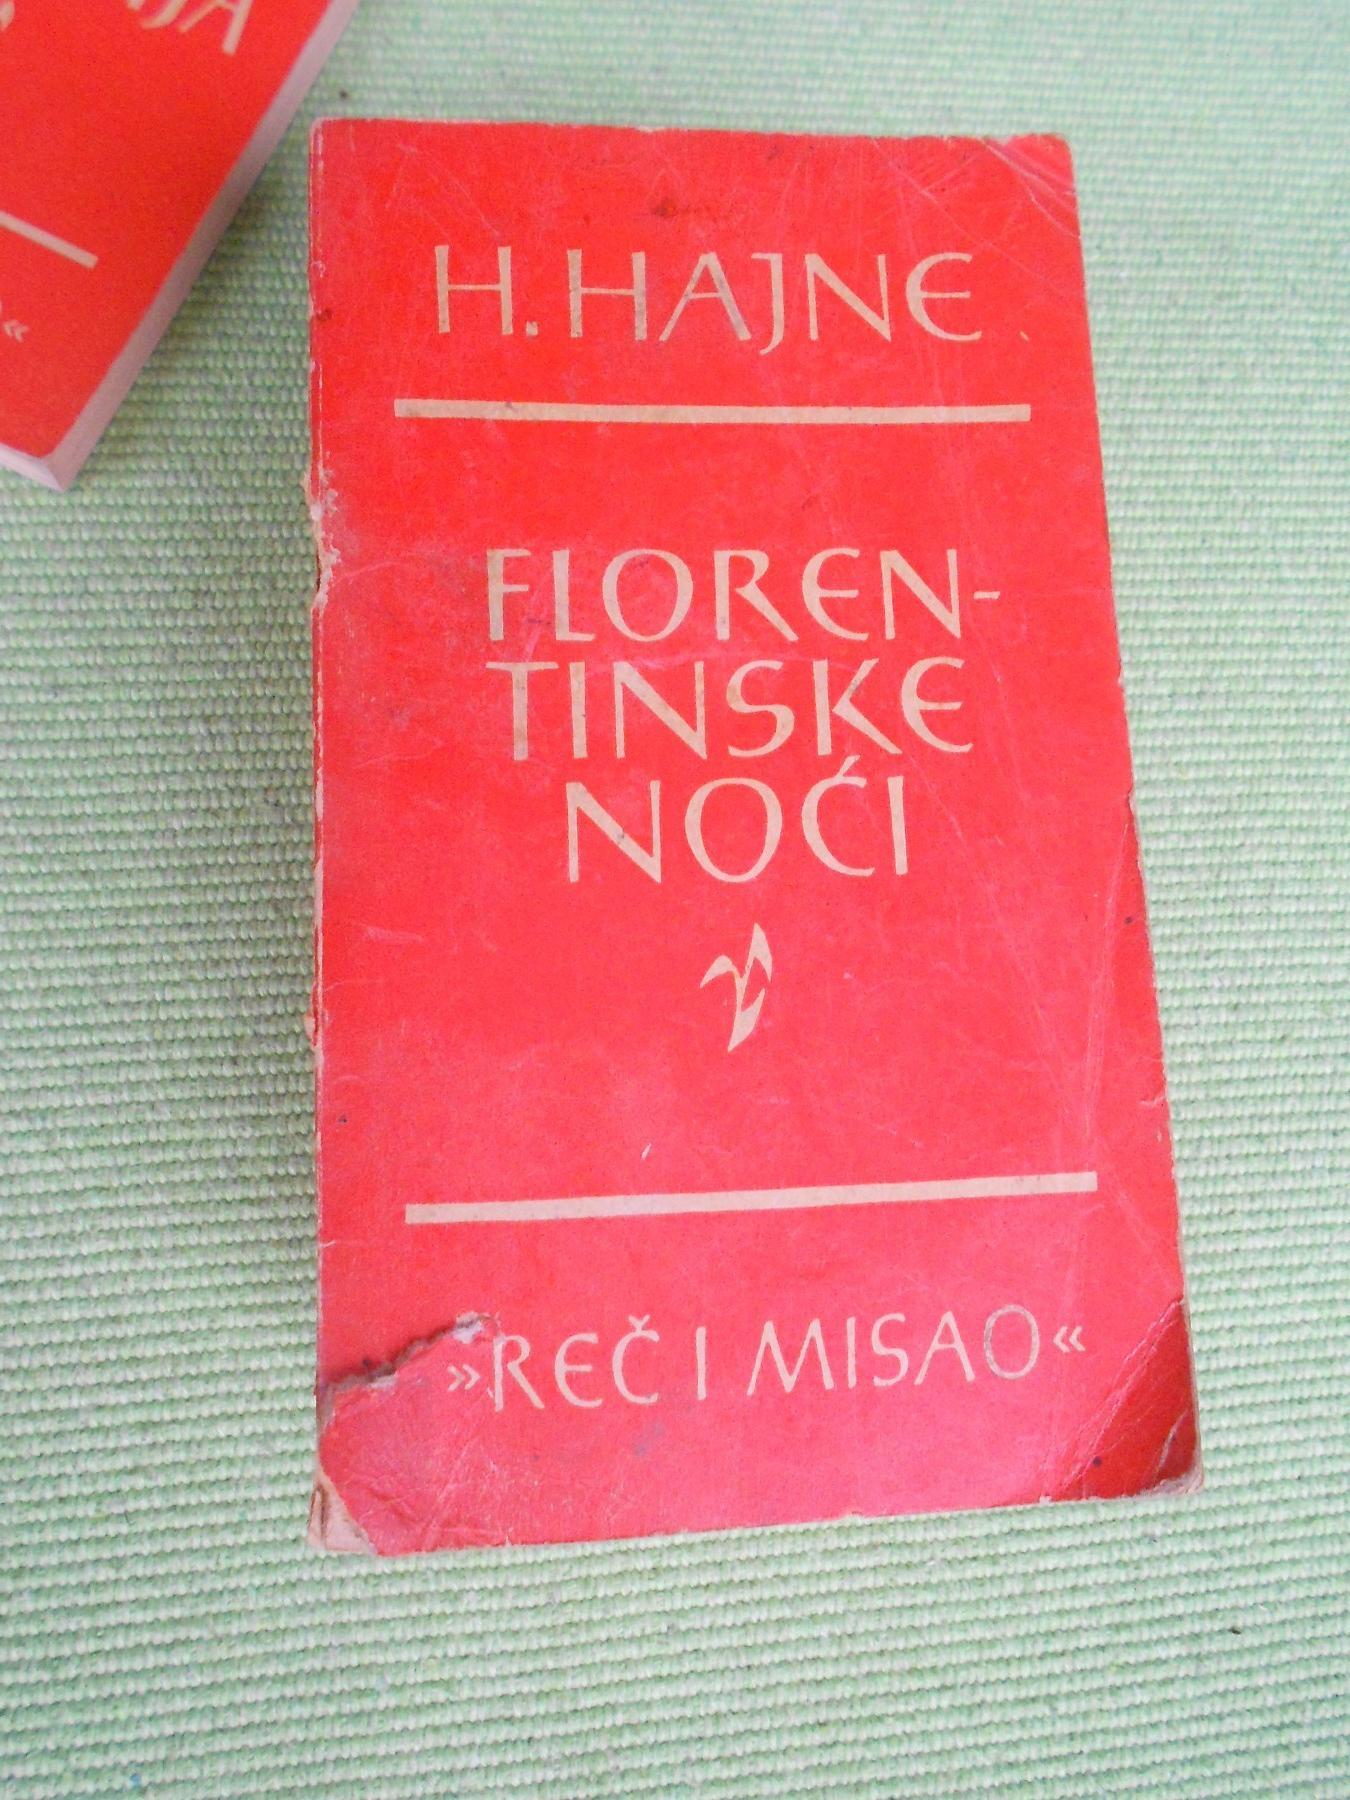 H. HAJNE
FLOREN-
TINSKE
NOĆI
»REČ I MISAO«